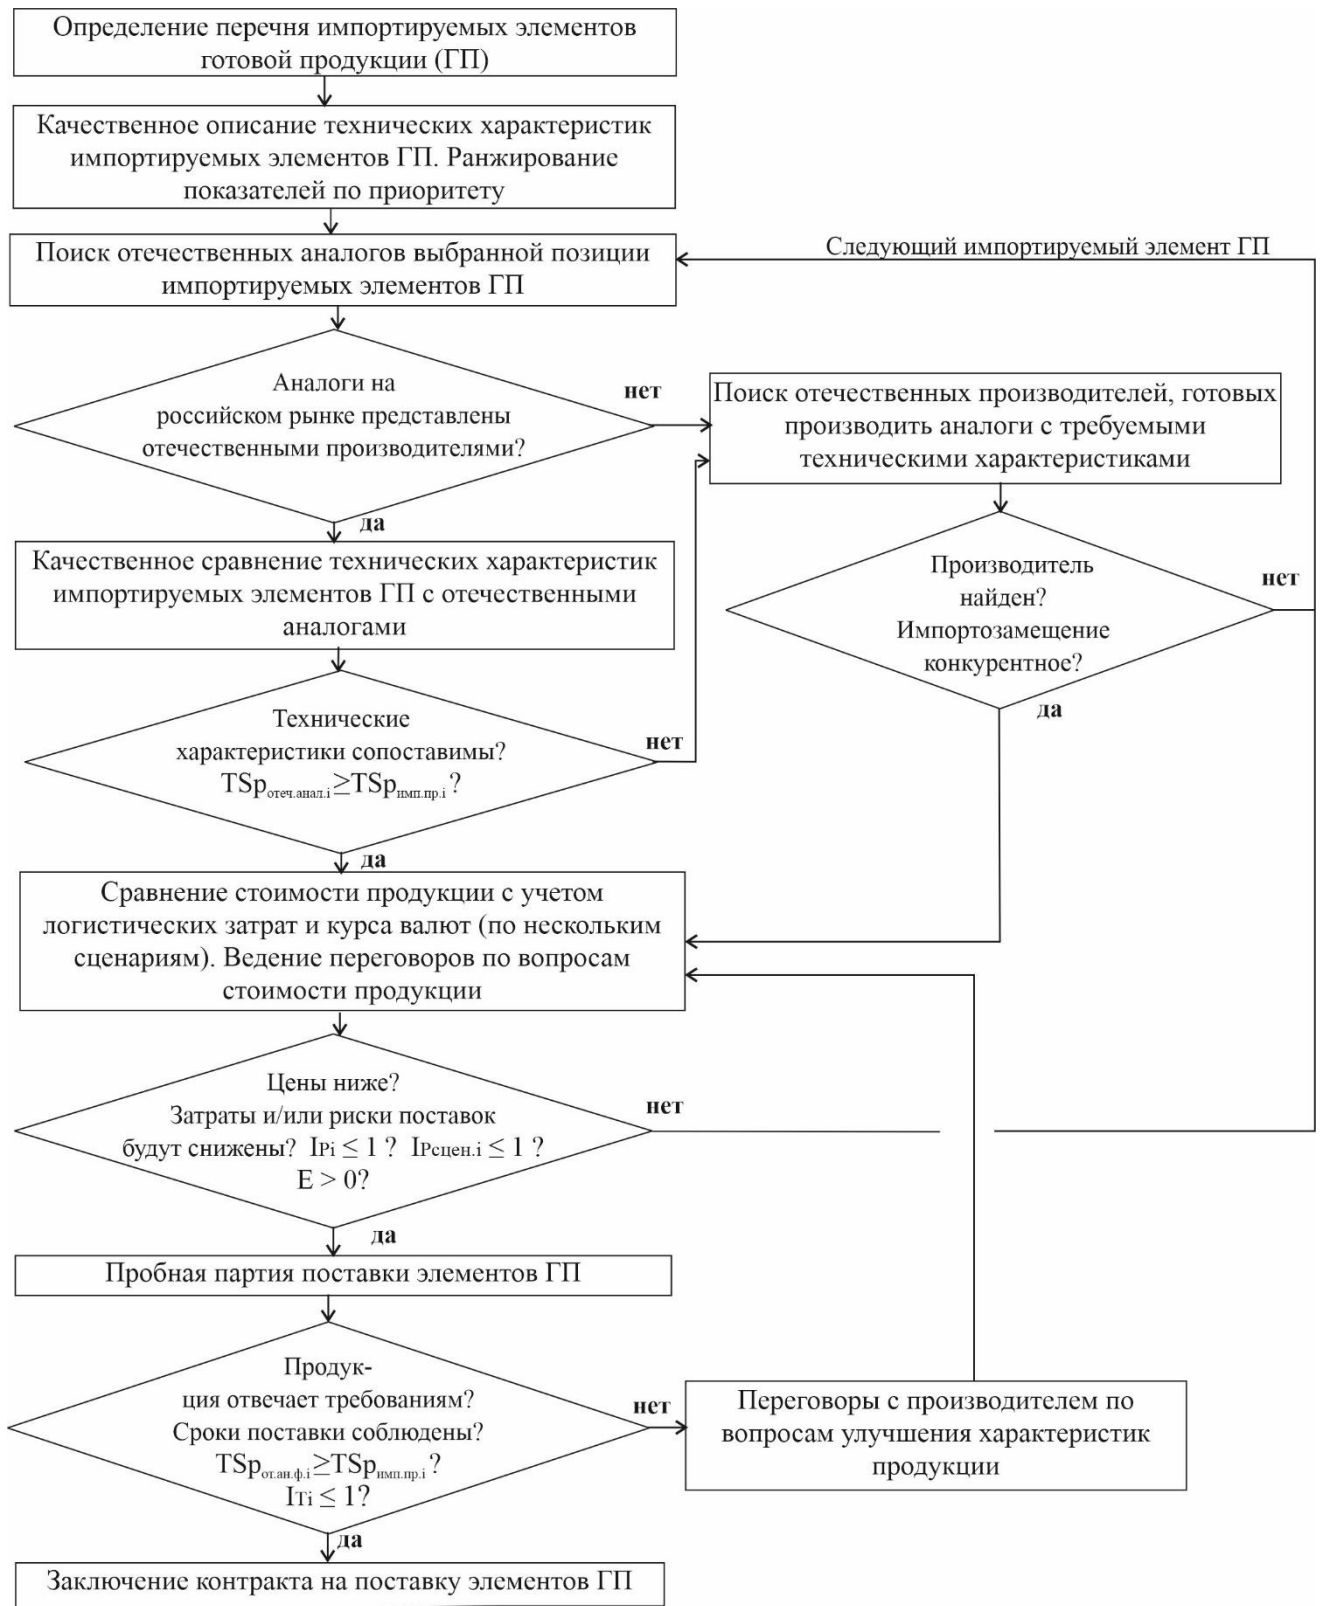 Определение перечня импортируемых элементов
готовой продукции (ГП)
Качественное описание технических характеристик
импортируемых элементов ГП. Ранжирование
показателей по приоритету
Поиск отечественных аналогов выбранной позиции
импортируемых элементов ГП
Следующий импортируемый элемент ГП
Аналоги на
российском рынке представлены
отечественными производителями?
нет
да
Поиск отечественных производителей, готовых
производить аналоги с требуемыми
техническими характеристиками
Качественное сравнение технических характеристик
импортируемых элементов ГП с отечественными
аналогами
Производитель
найден?
Импортозамещение
конкурентное?
нет
да
Технические
характеристики сопоставимы?
TSpотеч.анал.i≥TSpимп.пр.i?
нет
да
Сравнение стоимости продукции с учетом
логистических затрат и курса валют (по нескольким
сценариям). Ведение переговоров по вопросам
стоимости продукции
Цены ниже?
Затраты и/или риски поставок
будут снижены? IPi ≤ 1 ? IPсцен.i ≤ 1 ?
E > 0?
нет
да
Пробная партия поставки элементов ГП
Продук-
ция отвечает требованиям?
Сроки поставки соблюдены?
TSpот.ан.ф.i≥TSpимп.пр.i?
ITi ≤ 1?
нет
да
Переговоры с производителем по
вопросам улучшения характеристик
продукции
Заключение контракта на поставку элементов ГП